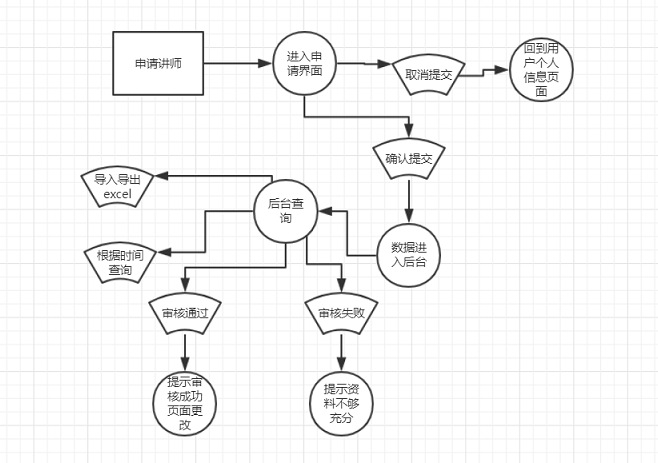 申请讲师
进入申
请界面
取消提交
回到用
户个人
信息页
面
确认提交
导入导出
excel
后台查
询
根据时间
查询
数据进
入后台
审核通过
审核失败
提示审
核成功
页面更
改
提示资
料不够
充分